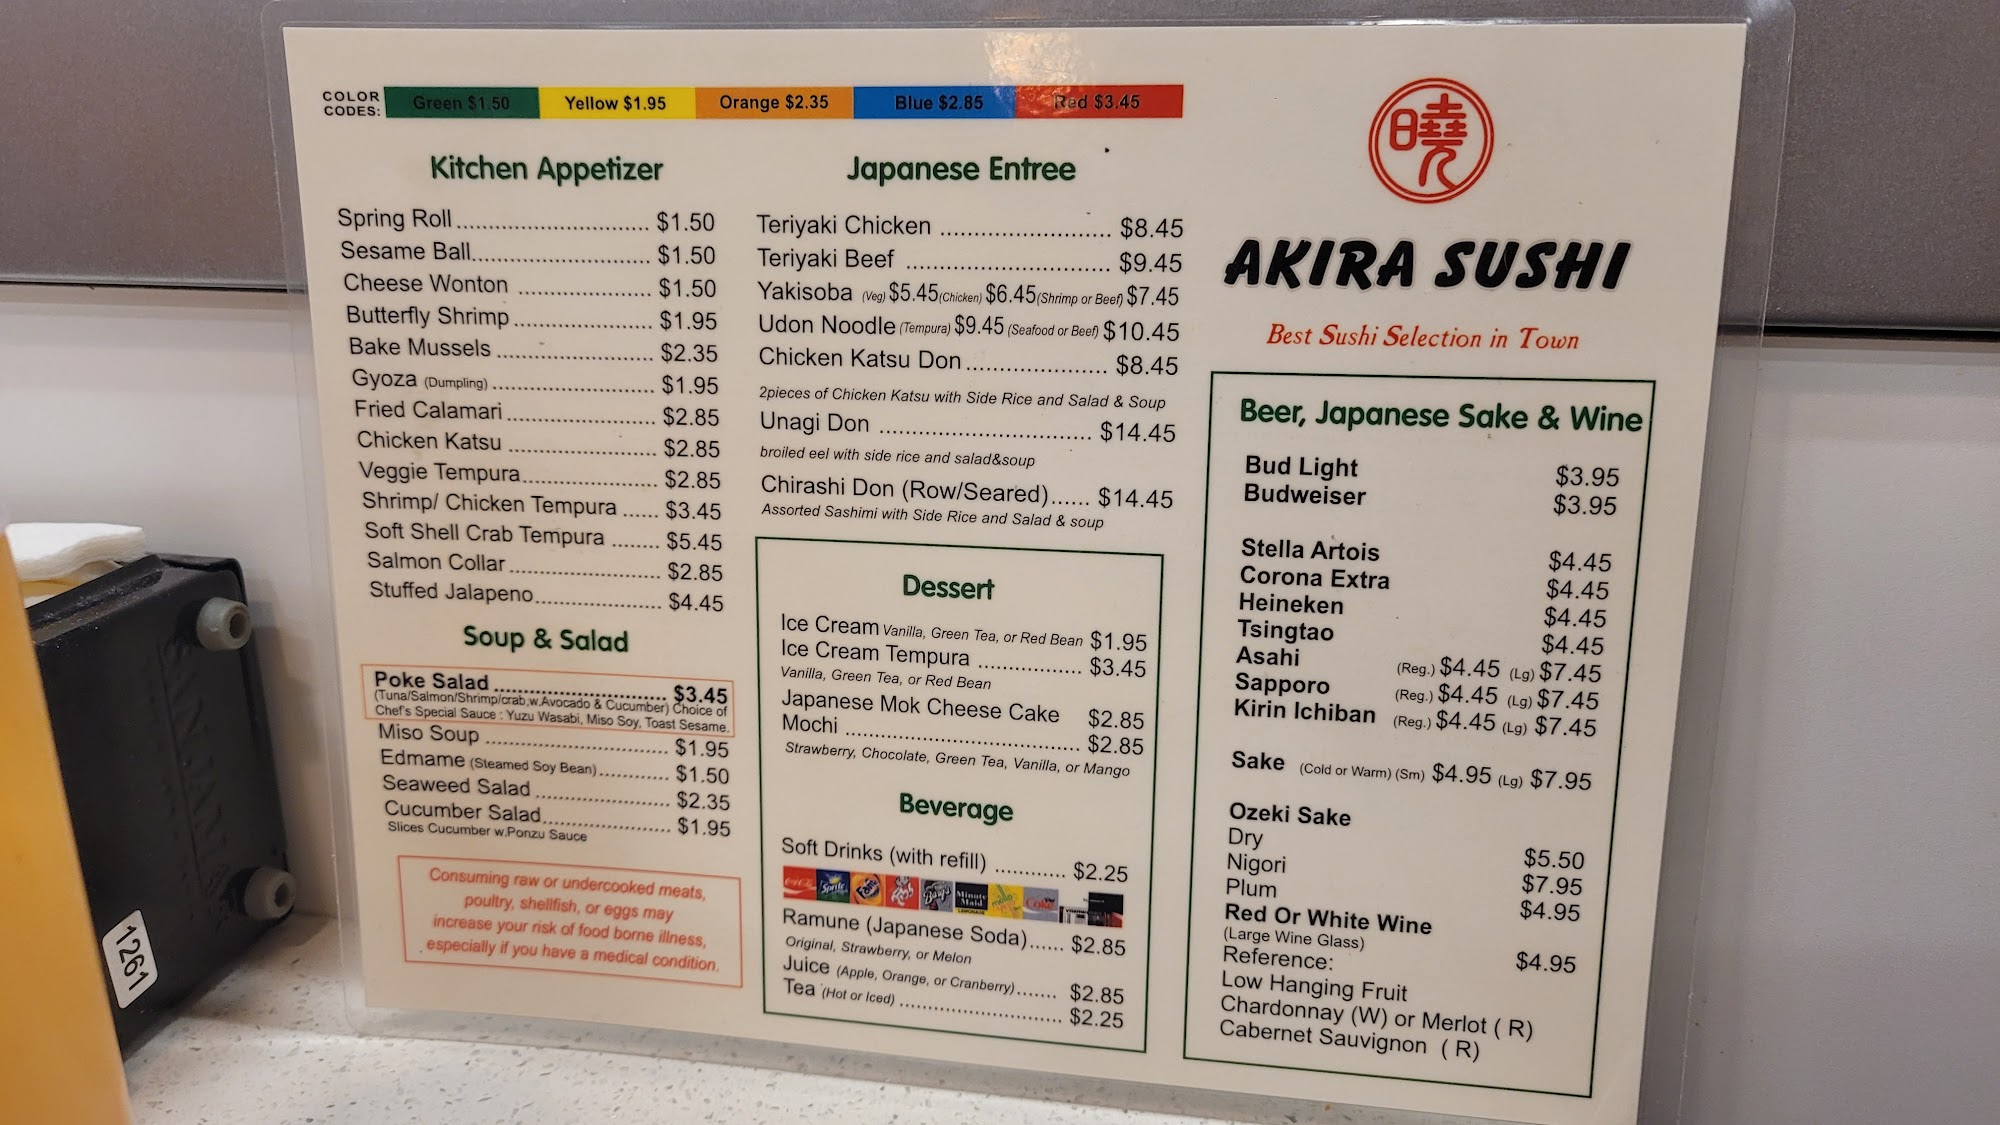 COLOR CODES: Green $1.50 Yellow $1.95 Orange $2.35 Blue $2.85 Red $3.45
Kitchen Appetizer
Spring Roll ............................. $1.50
Sesame Ball........................... $1.50
Cheese Wonton .................... $1.50
Butterfly Shrimp..................... $1.95
Bake Mussels ........................ $2.35
Gyoza (Dumpling) ......................... $1.95
Fried Calamari ....................... $2.85
Chicken Katsu ....................... $2.85
Veggie Tempura.................... $2.85
Shrimp/ Chicken Tempura ...... $3.45
Soft Shell Crab Tempura ........ $5.45
Salmon Collar ....................... $2.85
Stuffed Jalapeno................... $4.45
Soup & Salad
Poke Salad .......................... $3.45
(Tuna/Salmon/Shrimp/crab,w.Avocado & Cucumber) Choice of
Chef's Special Sauce : Yuzu Wasabi, Miso Soy, Toast Sesame.
Miso Soup ............................ $1.95
Edmame (Steamed Soy Bean)........... $1.50
Seaweed Salad .................... $2.35
Cucumber Salad................... $1.95
Slices Cucumber w.Ponzu Sauce
Consuming raw or undercooked meats,
poultry, shellfish, or eggs may
increase your risk of food borne illness,
especially if you have a medical condition.
Japanese Entree
Teriyaki Chicken ......................... $8.45
Teriyaki Beef .............................. $9.45
Yakisoba (Veg) $5.45 (Chicken) $6.45 (Shrimp or Beef) $7.45
Udon Noodle (Tempura) $9.45 (Seafood or Beef) $10.45
Chicken Katsu Don ..................... $8.45
2pieces of Chicken Katsu with Side Rice and Salad & Soup
Unagi Don ............................... $14.45
broiled eel with side rice and salad&soup
Chirashi Don (Row/Seared)...... $14.45
Assorted Sashimi with Side Rice and Salad & soup
Dessert
Ice Cream Vanilla, Green Tea, or Red Bean $1.95
Ice Cream Tempura ............... $3.45
Vanilla, Green Tea, or Red Bean
Japanese Mok Cheese Cake $2.85
Mochi .................................. $2.85
Strawberry, Chocolate, Green Tea, Vanilla, or Mango
Beverage
Soft Drinks (with refill) .......... $2.25
Coca-Cola Sprite Fanta Barq's Minute Maid LEMONADE Coke
Ramune (Japanese Soda)...... $2.85
Original, Strawberry, or Melon
Juice (Apple, Orange, or Cranberry)....... $2.85
Tea (Hot or Iced) ........................ $2.25
曉
AKIRA SUSHI
Best Sushi Selection in Town
Beer, Japanese Sake & Wine
Bud Light $3.95
Budweiser $3.95
Stella Artois $4.45
Corona Extra $4.45
Heineken $4.45
Tsingtao $4.45
Asahi (Reg.) $4.45 (Lg) $7.45
Sapporo (Reg.) $4.45 (Lg) $7.45
Kirin Ichiban (Reg.) $4.45 (Lg) $7.45
Sake (Cold or Warm) (Sm) $4.95 (Lg) $7.95
Ozeki Sake
Dry $5.50
Nigori $7.95
Plum $4.95
Red Or White Wine
(Large Wine Glass) $4.95
Reference:
Low Hanging Fruit
Chardonnay (W) or Merlot ( R)
Cabernet Sauvignon ( R)
1261